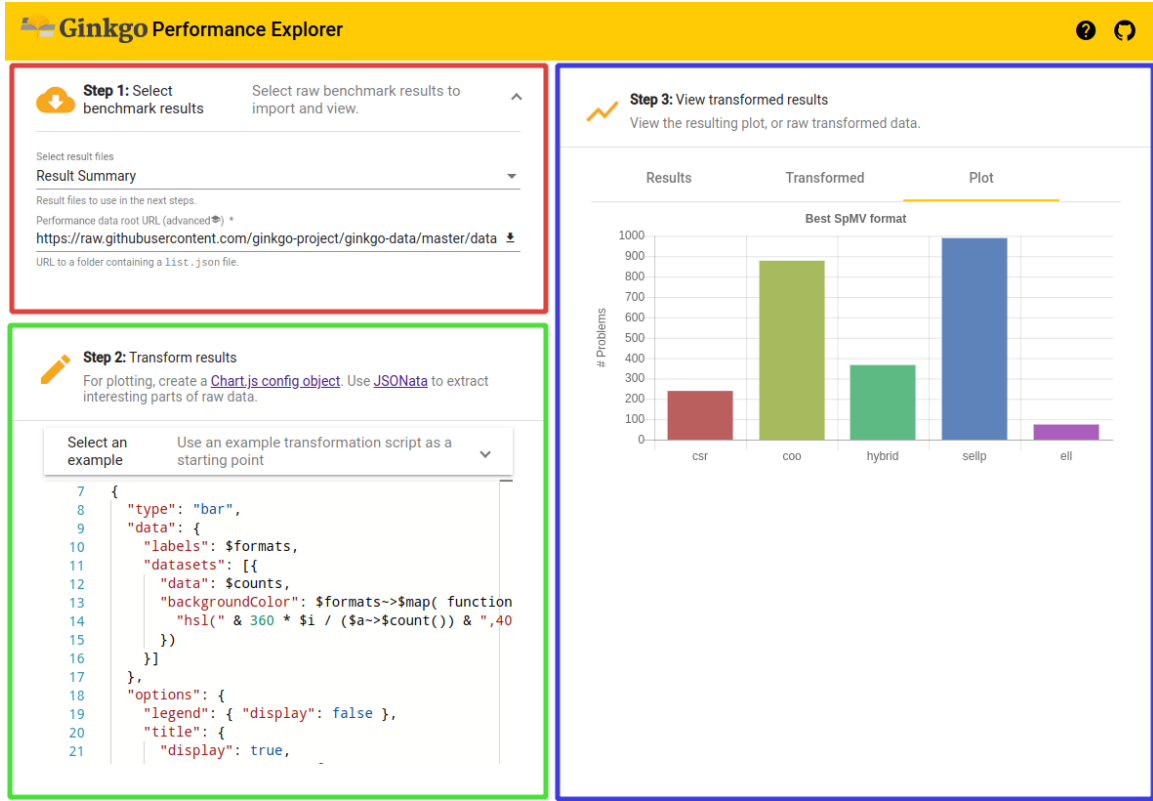 Ginkgo Performance Explorer
Step 1: Select
benchmark results
Select raw benchmark results to
import and view.
Select result files
Result Summary
Result files to use in the next steps.
Performance data root URL (advanced) *
https://raw.githubusercontent.com/ginkgo-project/ginkgo-data/master/data
URL to a folder containing a list.json file.
Step 2: Transform results
For plotting, create a Chart.js config object. Use JSONata to extract
interesting parts of raw data.
Select an
example
Use an example transformation script as a
starting point
7 {
8 "type": "bar",
9 "data": {
10 "labels": $formats,
11 "datasets": [{
12 "data": $counts,
13 "backgroundColor": $formats~>$map( function
14 "hsl(" & 360 * $i / ($a~>$count()) & ",40
15 })
16 }]
17 },
18 "options": {
19 "legend": { "display": false },
20 "title": {
21 "display": true,
Step 3: View transformed results
View the resulting plot, or raw transformed data.
Results Transformed Plot
Best SpMV format
# Problems
1000
900
800
700
600
500
400
300
200
100
0
csr coo hybrid sellp ell